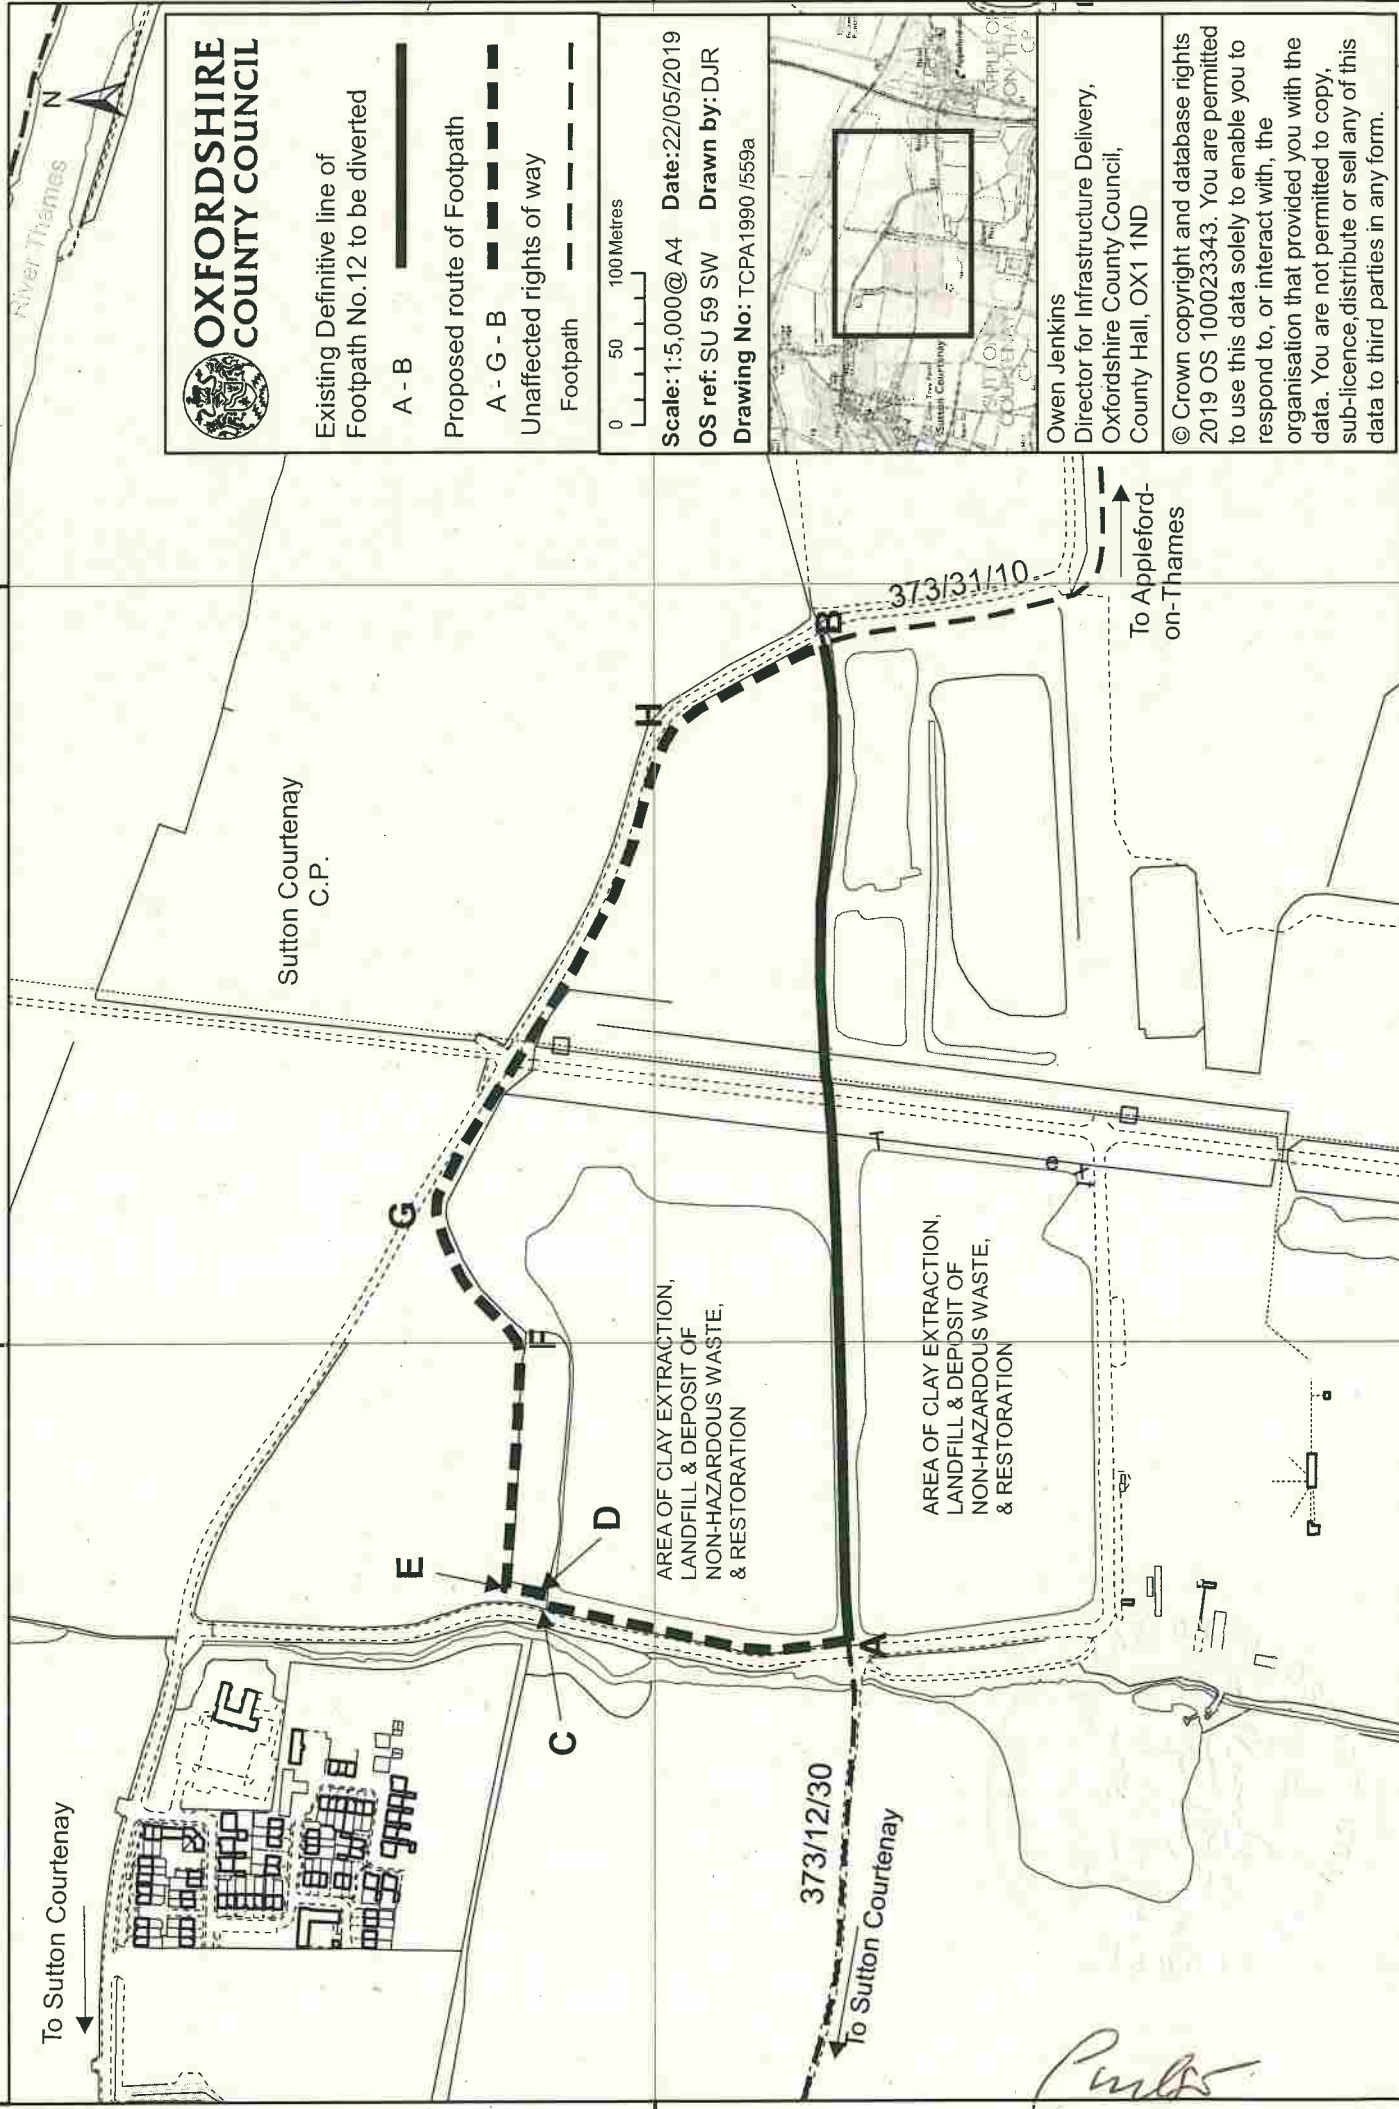 To Sutton Courtenay
River Thames
N
Sutton Courtenay
C.P.
E
D
C
G
F
H
A
B
373/12/30
To Sutton Courtenay
373/31/10
To Appleford-
on-Thames
AREA OF CLAY EXTRACTION,
LANDFILL & DEPOSIT OF
NON-HAZARDOUS WASTE,
& RESTORATION
AREA OF CLAY EXTRACTION,
LANDFILL & DEPOSIT OF
NON-HAZARDOUS WASTE,
& RESTORATION
OXFORDSHIRE
COUNTY COUNCIL
Existing Definitive line of
Footpath No.12 to be diverted
A - B
Proposed route of Footpath
A - G - B
Unaffected rights of way
Footpath
0 50 100 Metres
Scale:1:5,000@ A4 Date:22/05/2019
OS ref: SU 59 SW Drawn by: DJR
Drawing No: TCPA1990 /559a
Sutton Courtenay
Owen Jenkins
Director for Infrastructure Delivery,
Oxfordshire County Council,
County Hall, OX1 1ND
© Crown copyright and database rights
2019 OS 100023343. You are permitted
to use this data solely to enable you to
respond to, or interact with, the
organisation that provided you with the
data. You are not permitted to copy,
sub-licence,distribute or sell any of this
data to third parties in any form.